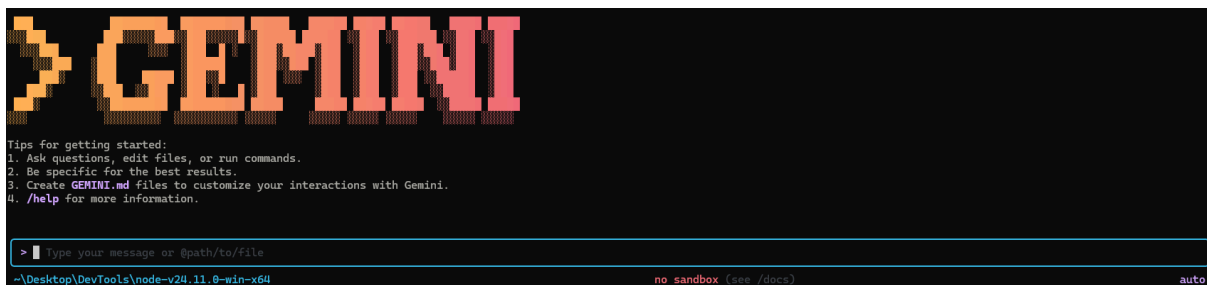 > GEMINI
Tips for getting started:
1. Ask questions, edit files, or run commands.
2. Be specific for the best results.
3. Create GEMINI.md files to customize your interactions with Gemini.
4. /help for more information.
> Type your message or @path/to/file
~\Desktop\DevTools\node-v24.11.0-win-x64 no sandbox (see /docs) auto